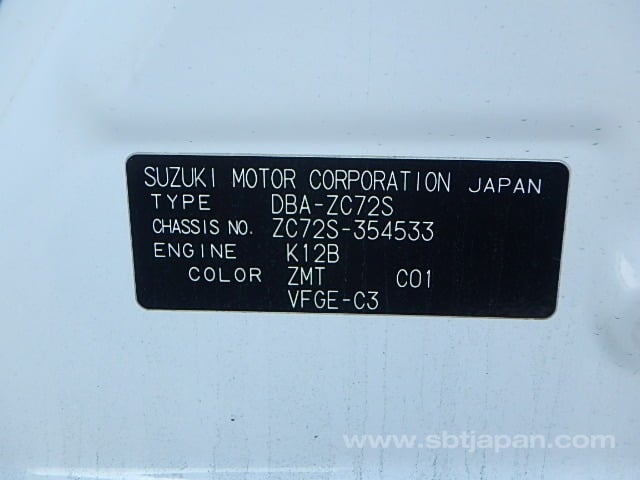 SUZUKI MOTOR CORPORATION JAPAN
TYPE DBA-ZC72S
CHASSIS NO. ZC72S-354533
ENGINE K12B
COLOR ZMT C01
VFGE-C3
www.sbtjapan.com